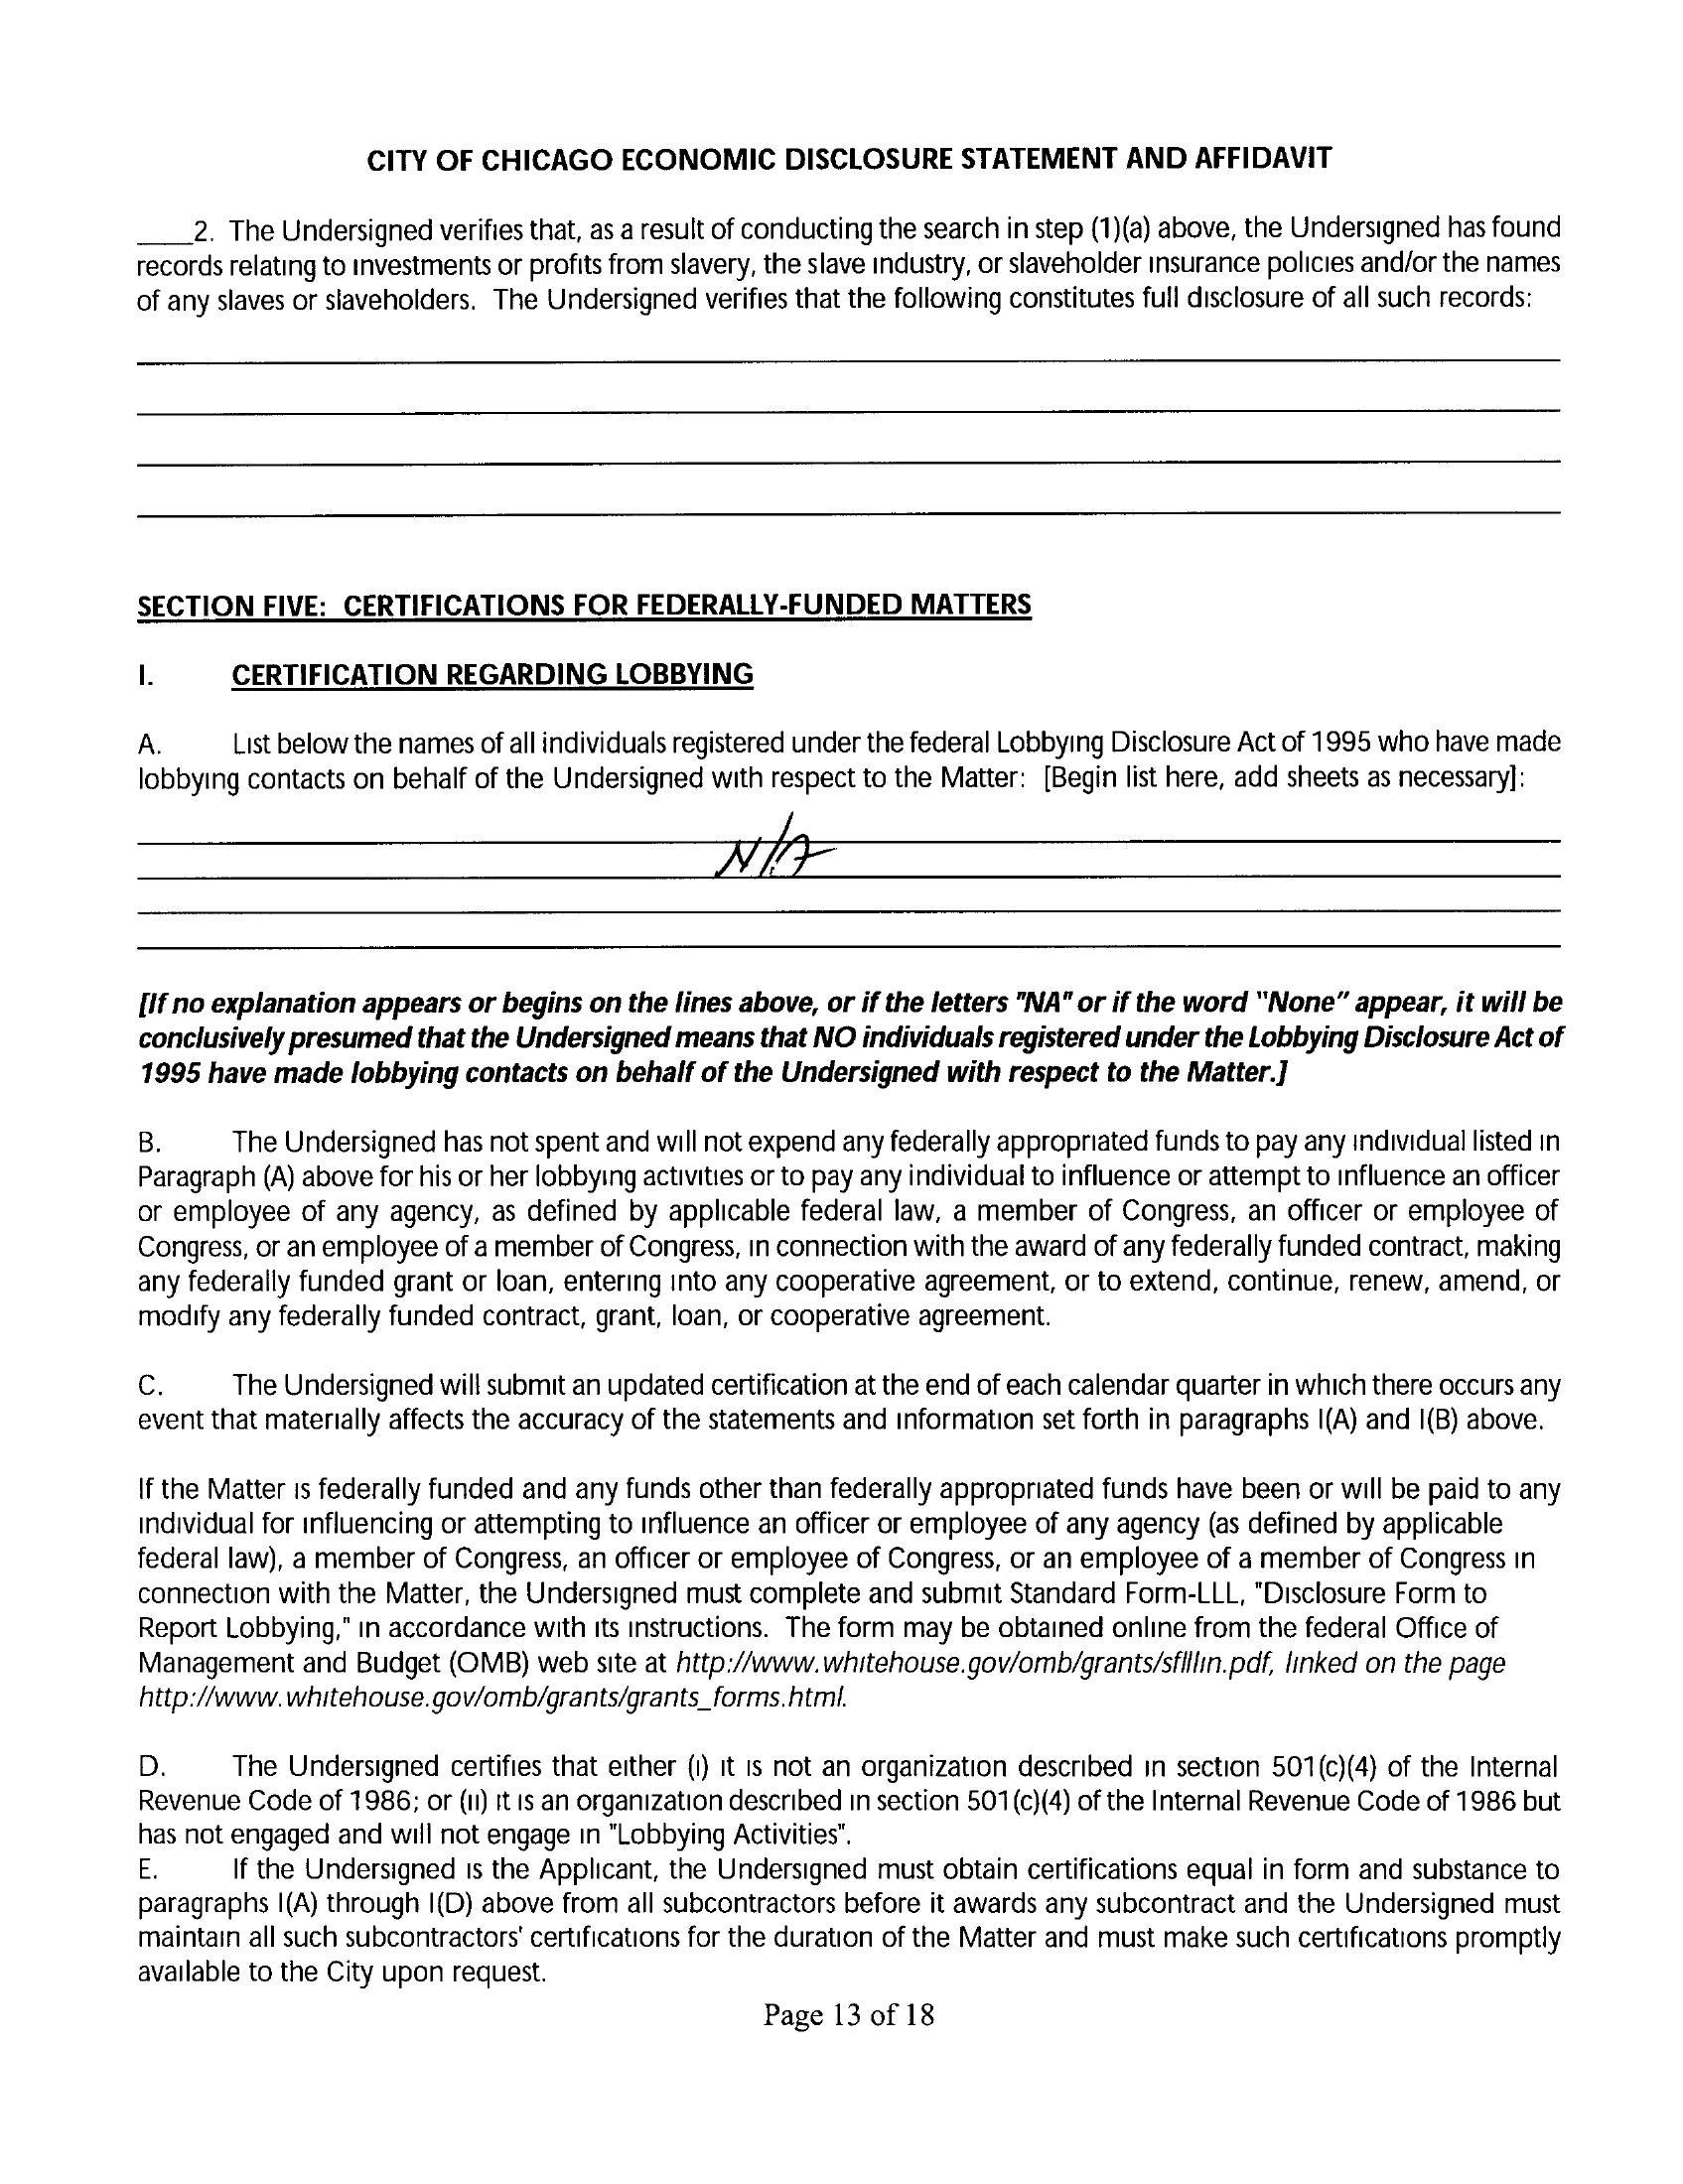 CITY OF CHICAGO ECONOMIC DISCLOSURE STATEMENT AND AFFIDAVIT
____2. The Undersigned verifies that, as a result of conducting the search in step (1)(a) above, the Undersigned has found
records relating to investments or profits from slavery, the slave industry, or slaveholder insurance policies and/or the names
of any slaves or slaveholders. The Undersigned verifies that the following constitutes full disclosure of all such records:
SECTION FIVE: CERTIFICATIONS FOR FEDERALLY-FUNDED MATTERS
I. CERTIFICATION REGARDING LOBBYING
A. List below the names of all individuals registered under the federal Lobbying Disclosure Act of 1995 who have made
lobbying contacts on behalf of the Undersigned with respect to the Matter: [Begin list here, add sheets as necessary]:
N/A
[If no explanation appears or begins on the lines above, or if the letters "NA" or if the word "None" appear, it will be
conclusively presumed that the Undersigned means that NO individuals registered under the Lobbying Disclosure Act of
1995 have made lobbying contacts on behalf of the Undersigned with respect to the Matter.]
B. The Undersigned has not spent and will not expend any federally appropriated funds to pay any individual listed in
Paragraph (A) above for his or her lobbying activities or to pay any individual to influence or attempt to influence an officer
or employee of any agency, as defined by applicable federal law, a member of Congress, an officer or employee of
Congress, or an employee of a member of Congress, in connection with the award of any federally funded contract, making
any federally funded grant or loan, entering into any cooperative agreement, or to extend, continue, renew, amend, or
modify any federally funded contract, grant, loan, or cooperative agreement.
C. The Undersigned will submit an updated certification at the end of each calendar quarter in which there occurs any
event that materially affects the accuracy of the statements and information set forth in paragraphs I(A) and I(B) above.
If the Matter is federally funded and any funds other than federally appropriated funds have been or will be paid to any
individual for influencing or attempting to influence an officer or employee of any agency (as defined by applicable
federal law), a member of Congress, an officer or employee of Congress, or an employee of a member of Congress in
connection with the Matter, the Undersigned must complete and submit Standard Form-LLL, "Disclosure Form to
Report Lobbying," in accordance with its instructions. The form may be obtained online from the federal Office of
Management and Budget (OMB) web site at http://www.whitehouse.gov/omb/grants/sflllin.pdf, linked on the page
http://www.whitehouse.gov/omb/grants/grants_forms.html.
D. The Undersigned certifies that either (i) it is not an organization described in section 501(c)(4) of the Internal
Revenue Code of 1986; or (ii) it is an organization described in section 501(c)(4) of the Internal Revenue Code of 1986 but
has not engaged and will not engage in "Lobbying Activities".
E. If the Undersigned is the Applicant, the Undersigned must obtain certifications equal in form and substance to
paragraphs I(A) through I(D) above from all subcontractors before it awards any subcontract and the Undersigned must
maintain all such subcontractors' certifications for the duration of the Matter and must make such certifications promptly
available to the City upon request.
Page 13 of 18